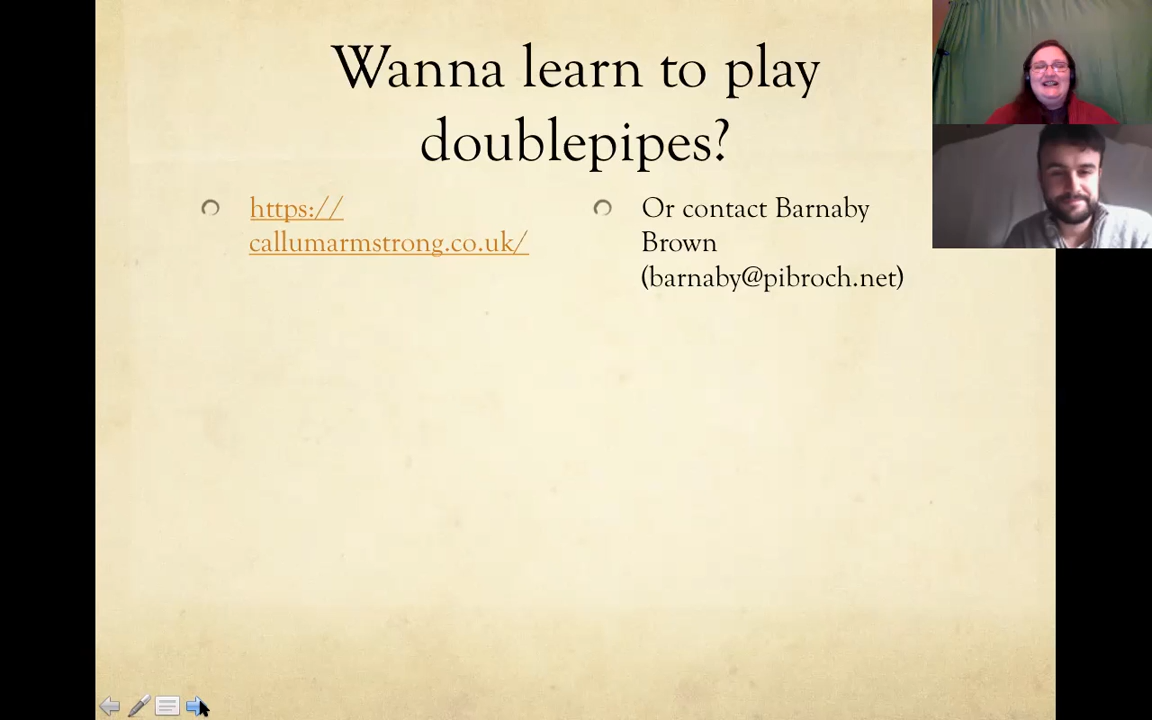 Wanna learn to play
doublepipes?
https://
callumarmstrong.co.uk/
Or contact Barnaby
Brown
(barnaby@pibroch.net)